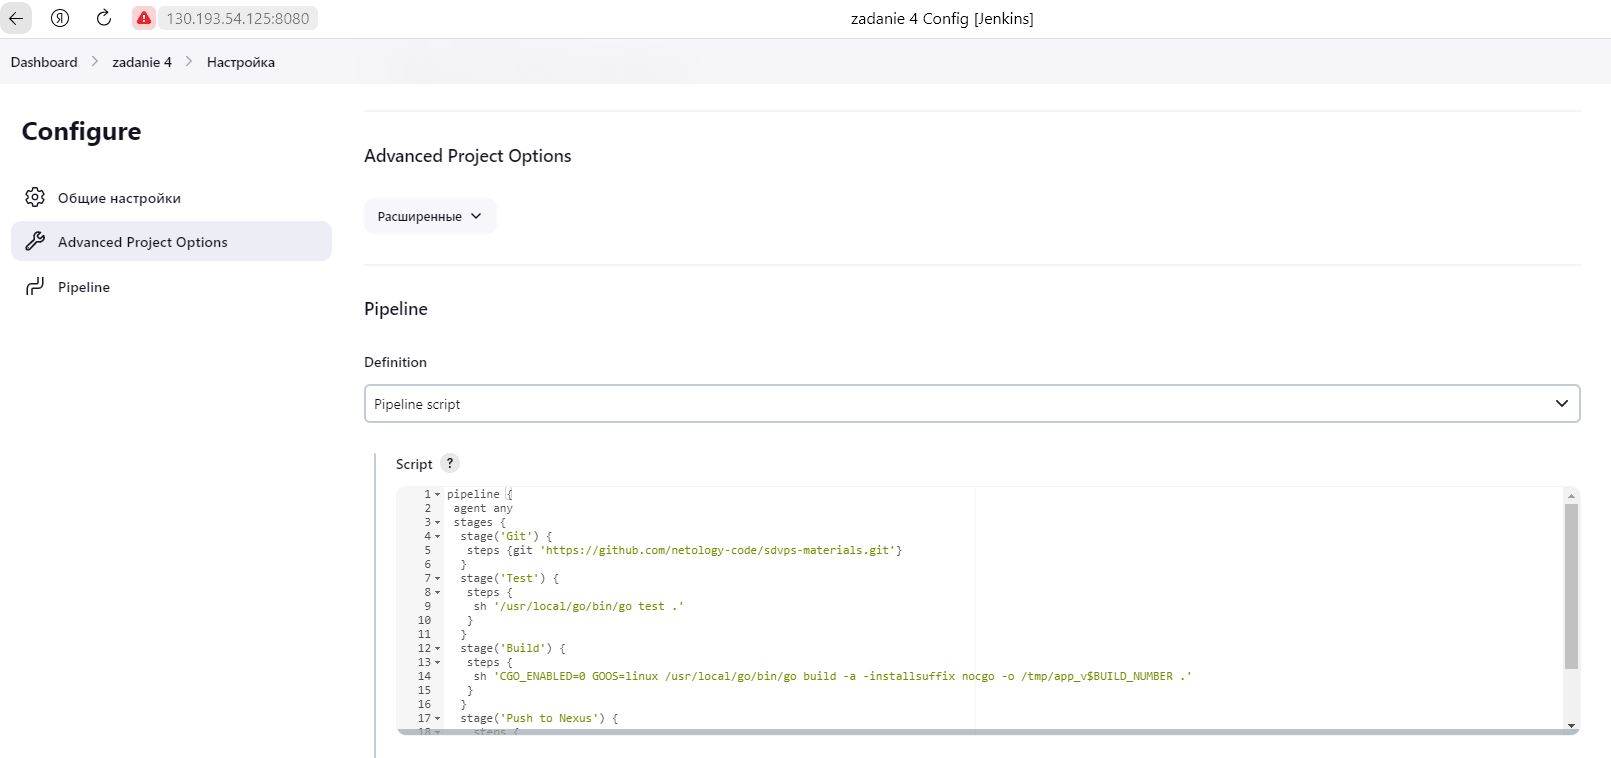 Я 130.193.54.125:8080 zadanie 4 Config [Jenkins]
Dashboard > zadanie 4 > Настройка
Configure
Общие настройки
Advanced Project Options
Pipeline
Advanced Project Options
Расширенные
Pipeline
Definition
Pipeline script
Script ?
1 pipeline {
2 agent any
3 stages {
4 stage('Git') {
5 steps {git 'https://github.com/netology-code/sdvps-materials.git'}
6 }
7 stage('Test') {
8 steps {
9 sh '/usr/local/go/bin/go test .'
10 }
11 }
12 stage('Build') {
13 steps {
14 sh 'CGO_ENABLED=0 GOOS=linux /usr/local/go/bin/go build -a -installsuffix nocgo -o /tmp/app_v$BUILD_NUMBER .'
15 }
16 }
17 stage('Push to Nexus') {
18 steps {